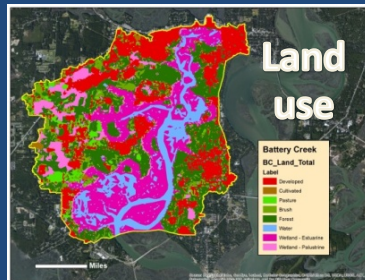 Land
use
Battery Creek
BC_Land_Total
Label
Developed
Cultivated
Pasture
Brush
Forest
Water
Wetland - Estuarine
Wetland - Palustrine
Miles